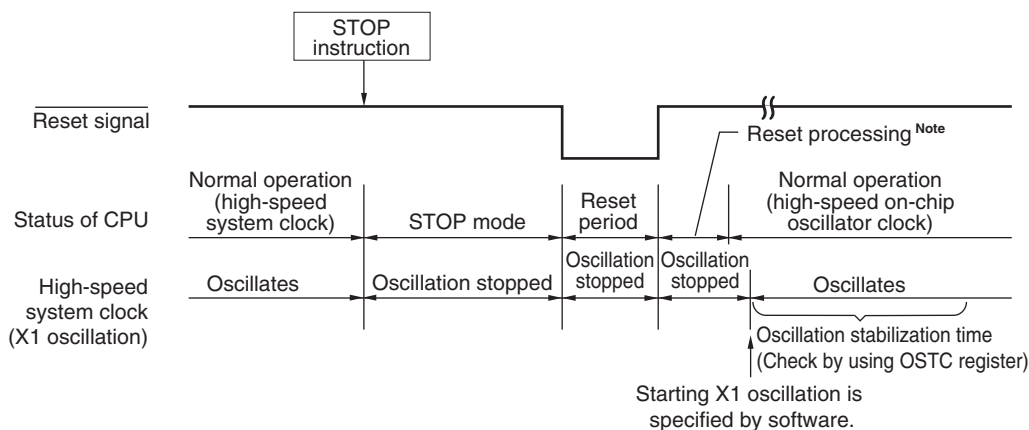 STOP
instruction
Reset signal
Reset processing Note
Status of CPU
Normal operation
(high-speed
system clock)
STOP mode
Reset
period
Normal operation
(high-speed on-chip
oscillator clock)
High-speed
system clock
(X1 oscillation)
Oscillates
Oscillation stopped
Oscillation
stopped
Oscillation
stopped
Oscillates
Oscillation stabilization time
(Check by using OSTC register)
Starting X1 oscillation is
specified by software.